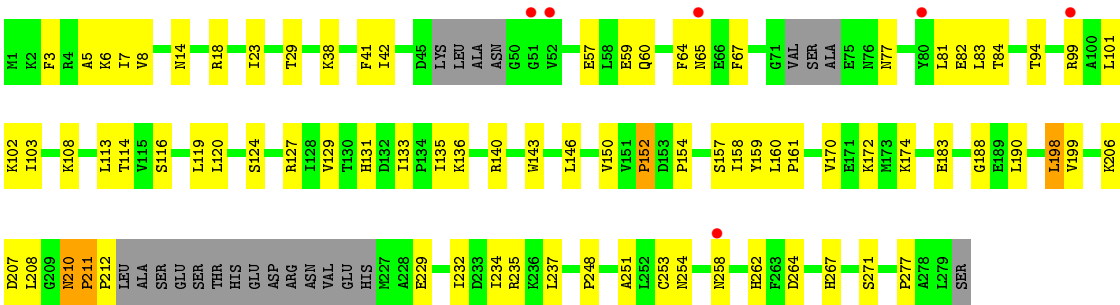 M1 K2 F3 R4 A5 K6 I7 V8 N14 R18 I23 T29 K38 F41 I42 D45 LYS LEU ALA ASN G50 G51 V52 E57 L58 E59 Q60 F64 N65 E66 F67 G71 VAL SER ALA E75 N76 N77 Y80 L81 E82 L83 T84 T94 R99 A100 L101
K102 I103 K108 L113 T114 V115 S116 L119 L120 S124 R127 I128 V129 T130 H131 D132 I133 P134 I135 K136 R140 W143 L146 V150 V151 P152 D153 P154 S157 I158 Y159 L160 P161 V170 E171 K172 M173 K174 E183 G188 E189 L190 L198 V199 K206
D207 L208 G209 N210 P211 P212 LEU ALA SER GLU SER THR HIS GLU ASP ARG ASN VAL GLU HIS M227 A228 E229 I232 D233 I234 R235 K236 L237 P248 A251 L252 C253 N254 N258 H262 F263 D264 H267 S271 P277 A278 L279 SER